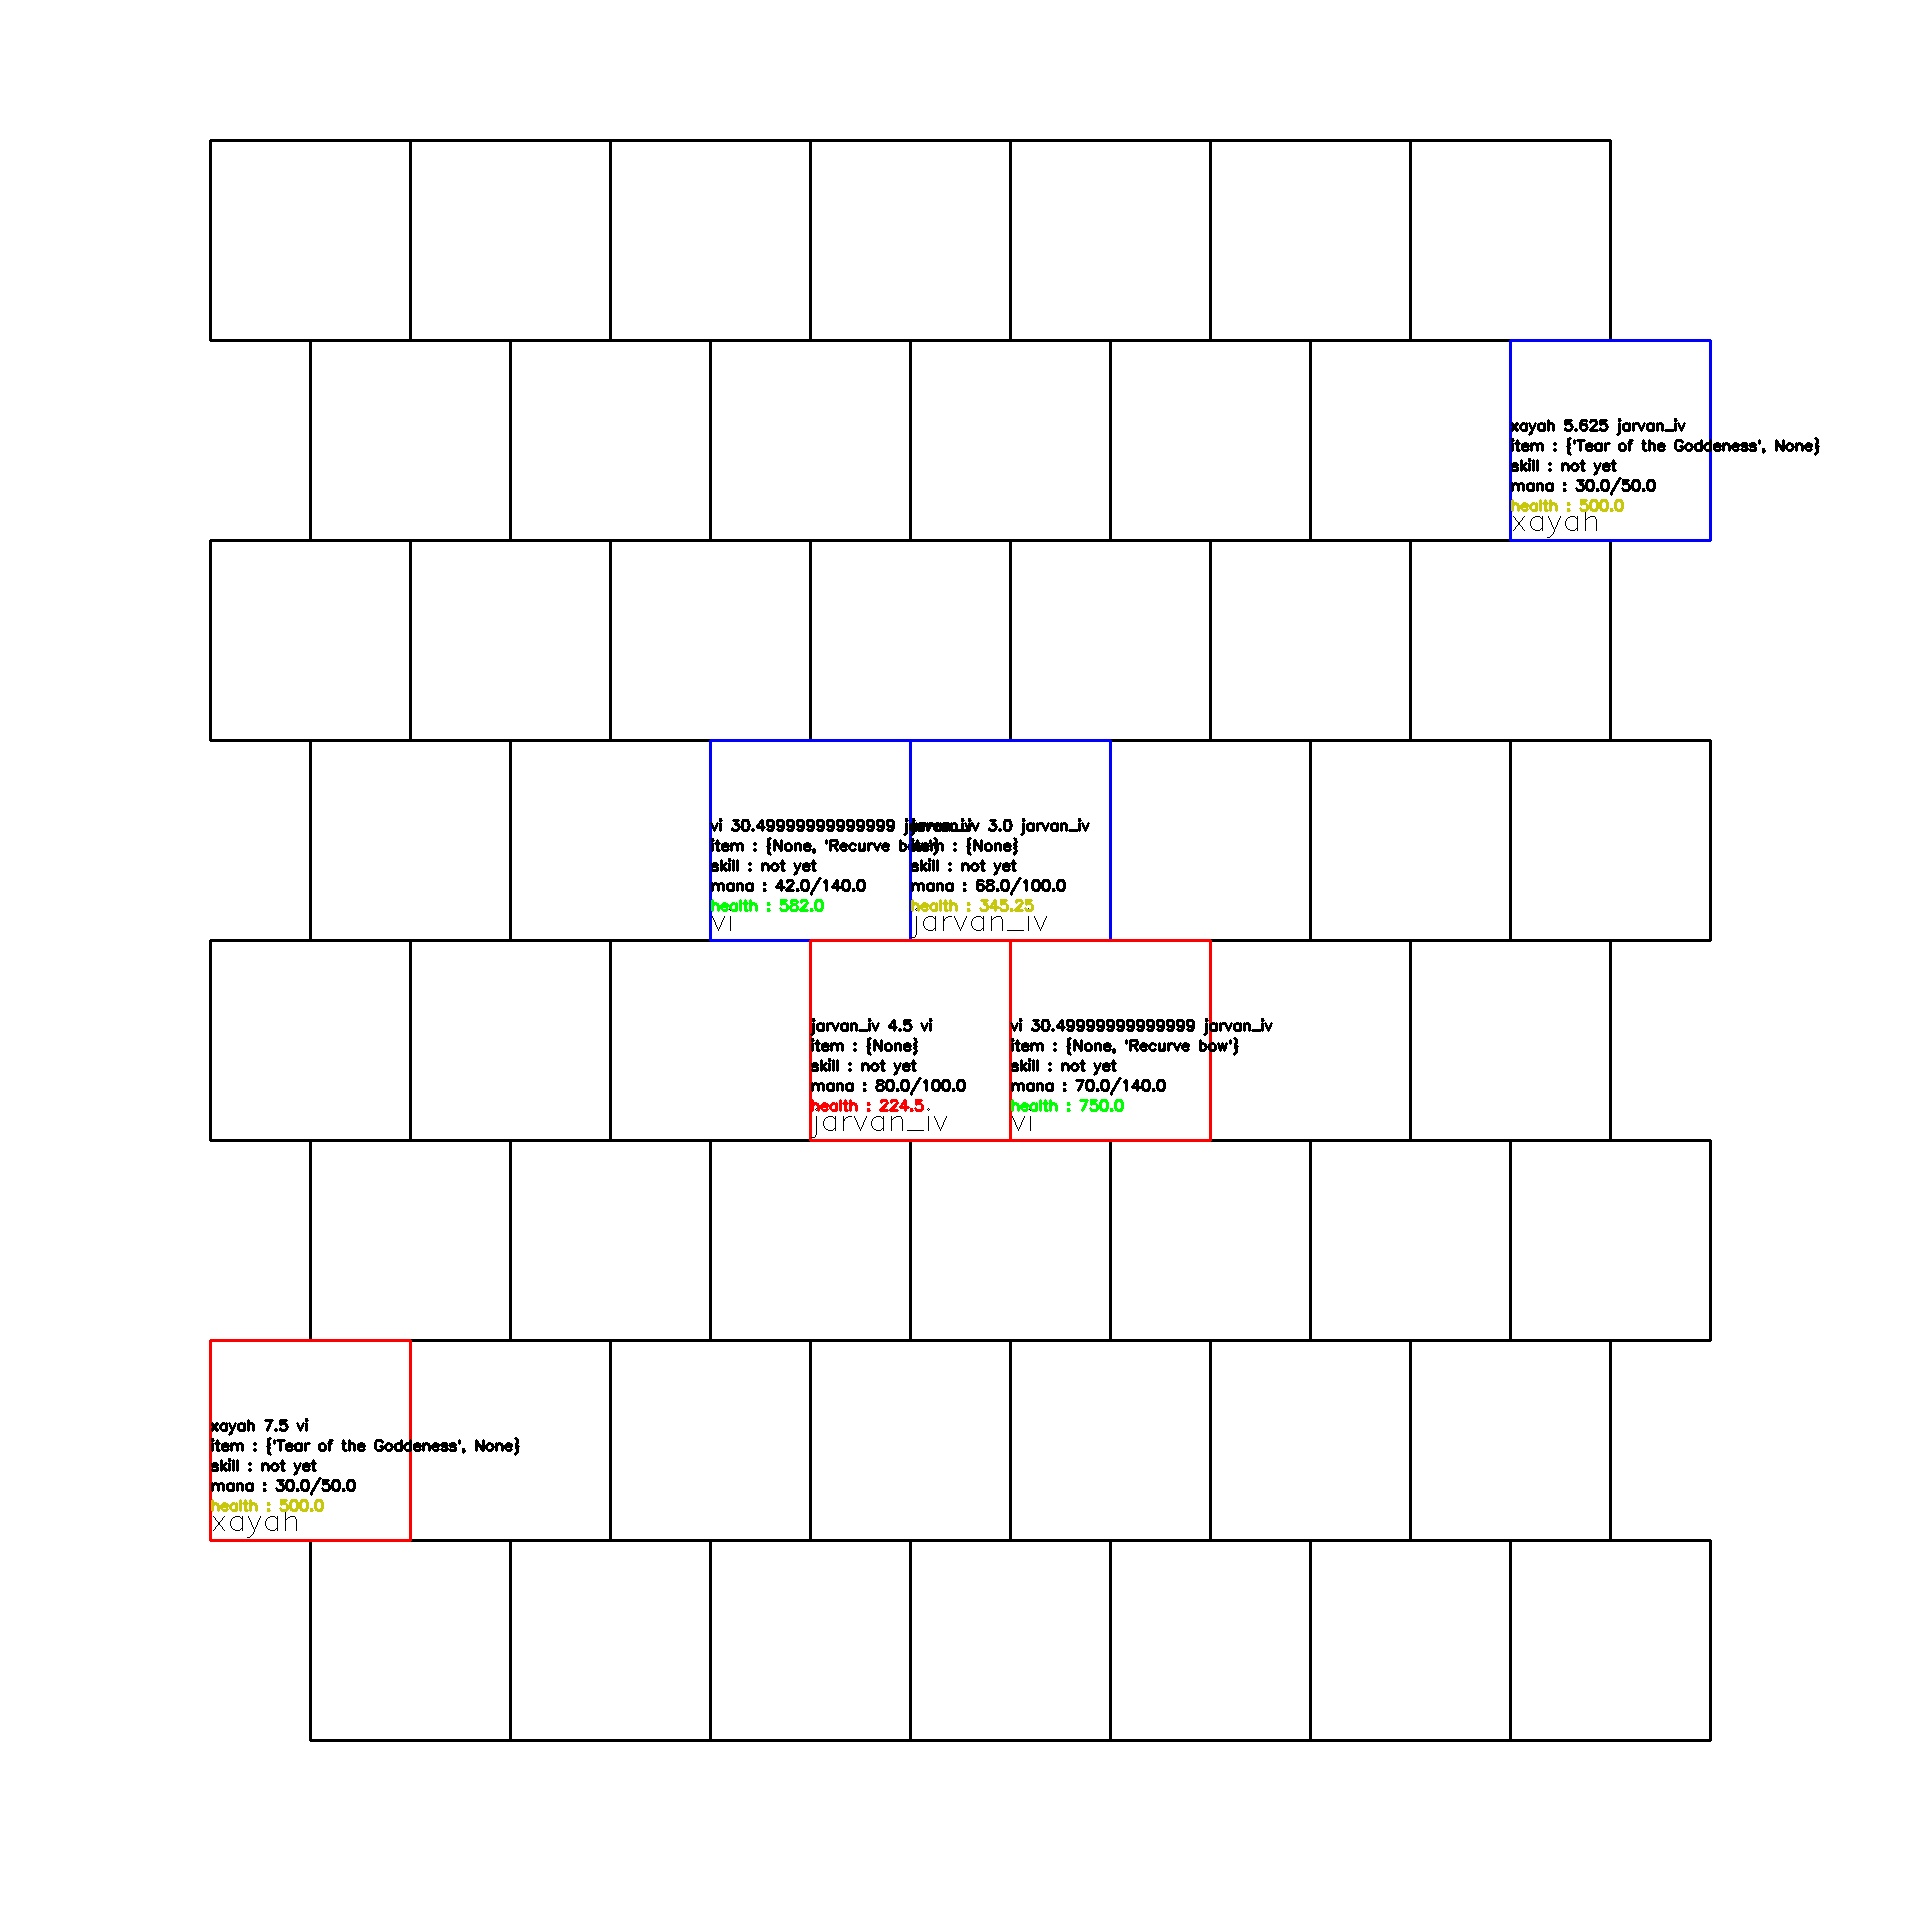 xayah 5.625 jarvan_iv
item : {'Tear of the Goddeness', None}
skill : not yet
mana : 30.0/50.0
health : 500.0
xayah
vi 30.49999999999999 jarvan_iv
item : {None, 'Recurve bow'}
skill : not yet
mana : 42.0/140.0
health : 582.0
vi
jarvan_iv 3.0 jarvan_iv
item : {None}
skill : not yet
mana : 68.0/100.0
health : 345.25
jarvan_iv
jarvan_iv 4.5 vi
item : {None}
skill : not yet
mana : 80.0/100.0
health : 224.5
jarvan_iv
vi 30.49999999999999 jarvan_iv
item : {None, 'Recurve bow'}
skill : not yet
mana : 70.0/140.0
health : 750.0
vi
xayah 7.5 vi
item : {'Tear of the Goddeness', None}
skill : not yet
mana : 30.0/50.0
health : 500.0
xayah